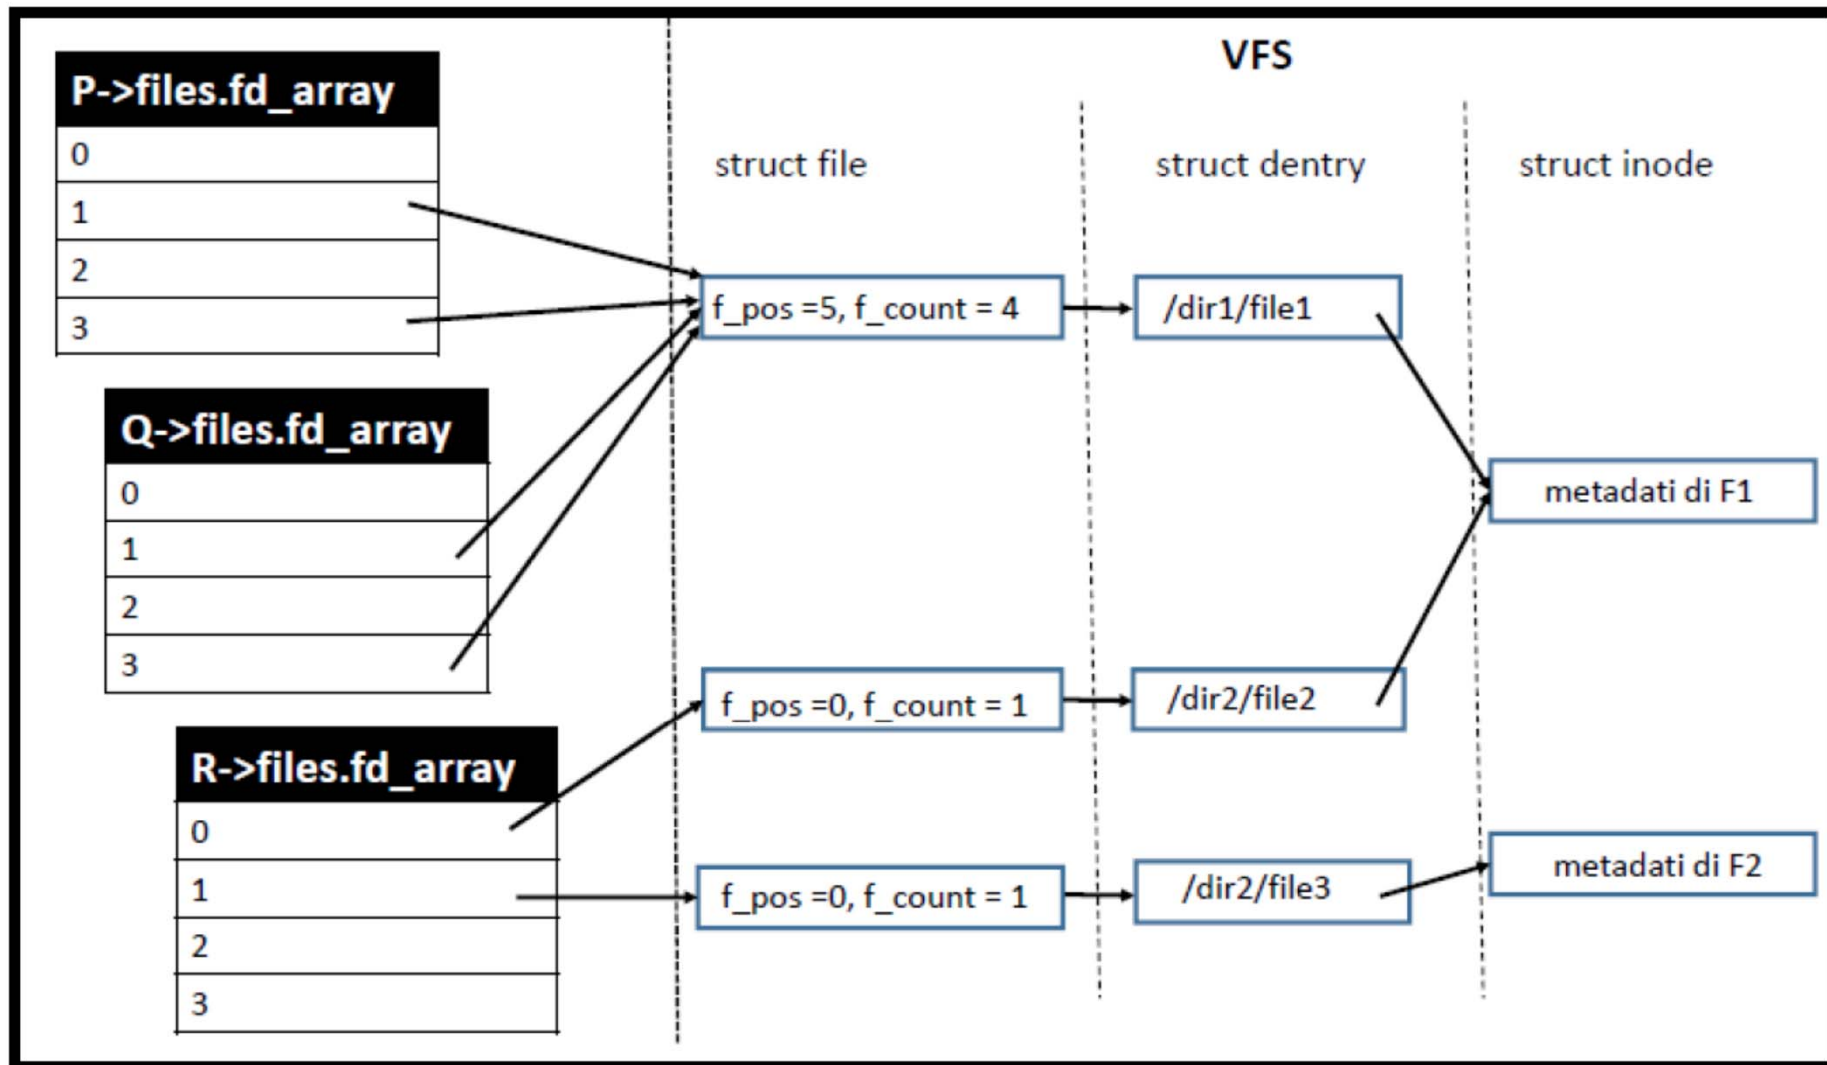 VFS
P->files.fd_array
0
1
2
3
struct file
struct dentry
struct inode
f_pos =5, f_count = 4
/dir1/file1
Q->files.fd_array
0
1
2
3
metadati di F1
f_pos =0, f_count = 1
/dir2/file2
R->files.fd_array
0
1
2
3
f_pos =0, f_count = 1
/dir2/file3
metadati di F2